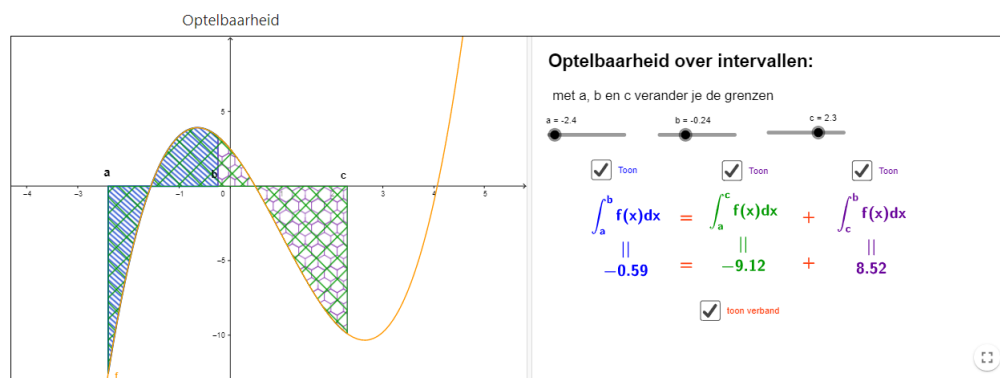 Optelbaarheid
Optelbaarheid over intervallen:
met a, b en c verander je de grenzen
a = -2.4
b = -0.24
c = 2.3
Toon
Toon
Toon
∫ₐᵇ f(x)dx = ∫ₐᶜ f(x)dx + ∫꜀ᵇ f(x)dx
|| || ||
−0.59 = −9.12 + 8.52
toon verband
5
a
b
c
−4
−3
−1
0
3
4
5
−5
−10
f